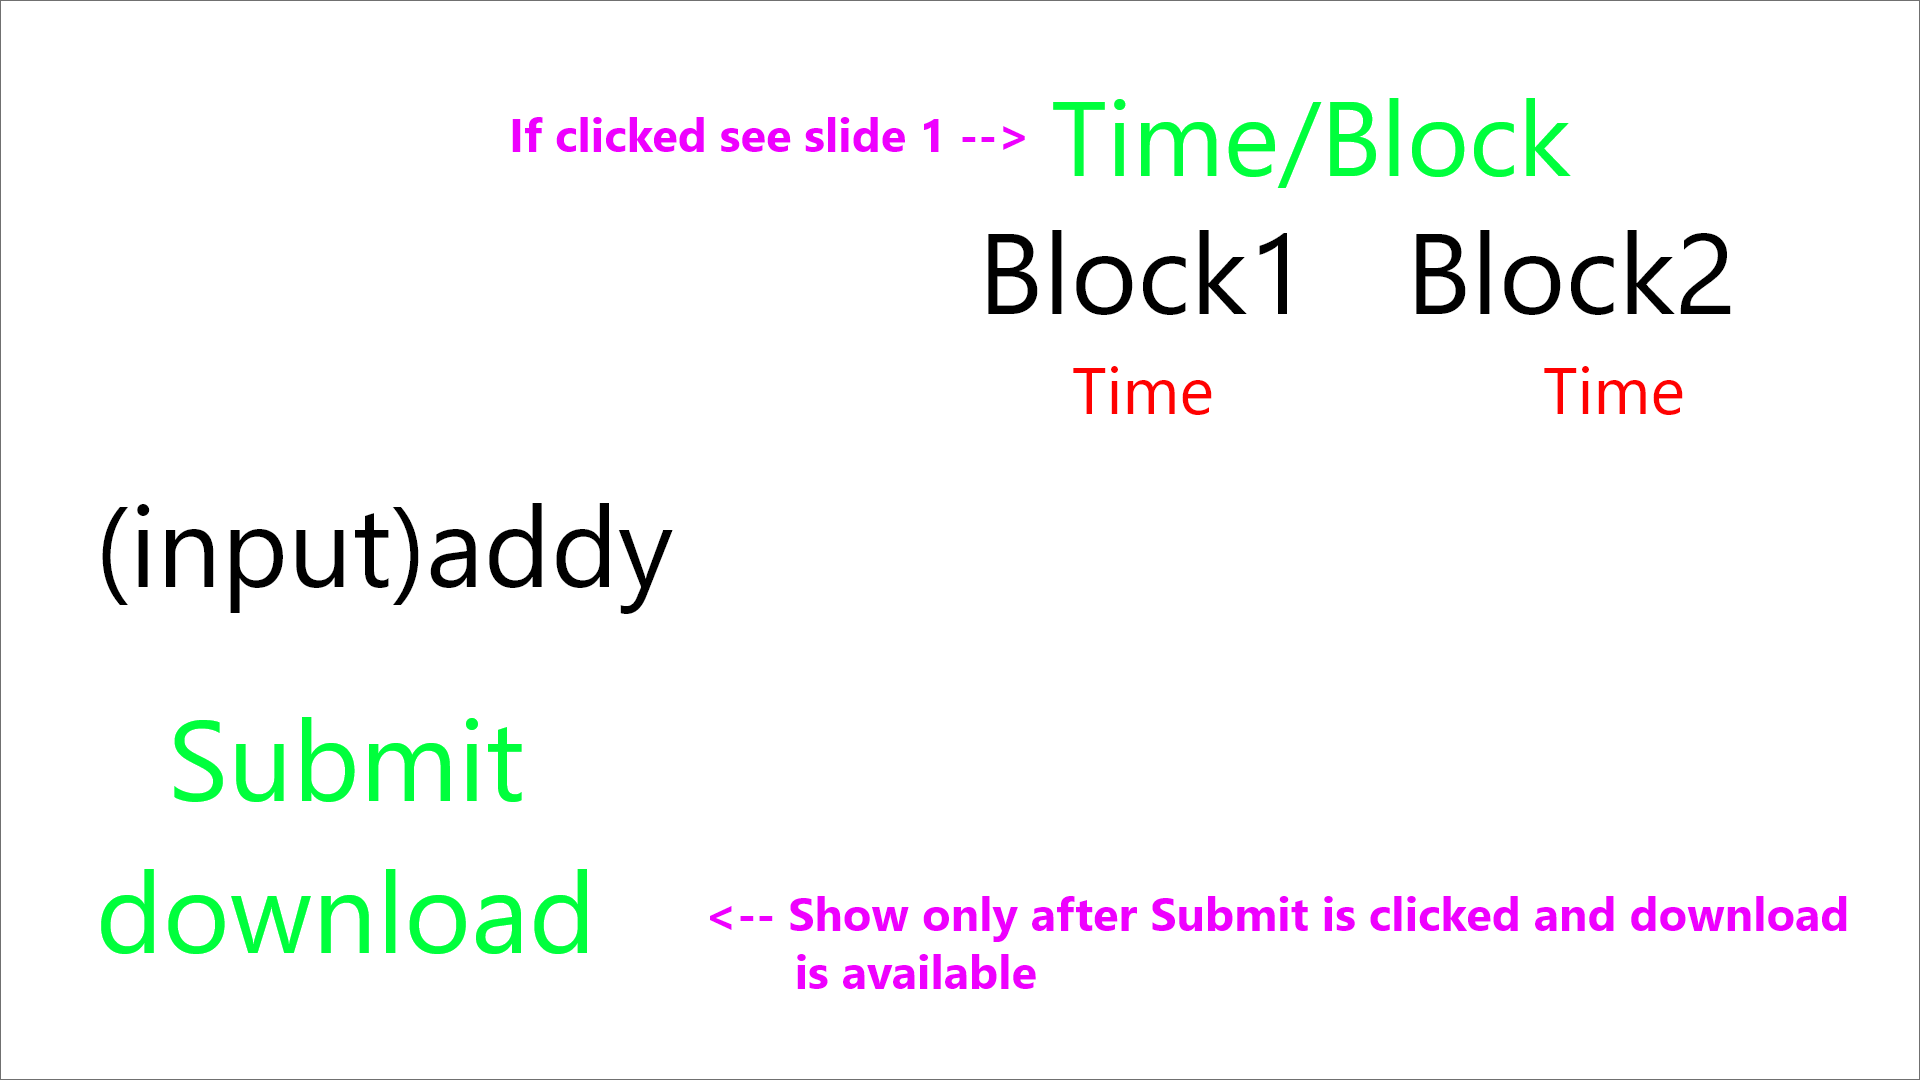 If clicked see slide 1 --> Time/Block
Block1 Block2
Time Time
(input)addy
Submit
download
<-- Show only after Submit is clicked and download
is available